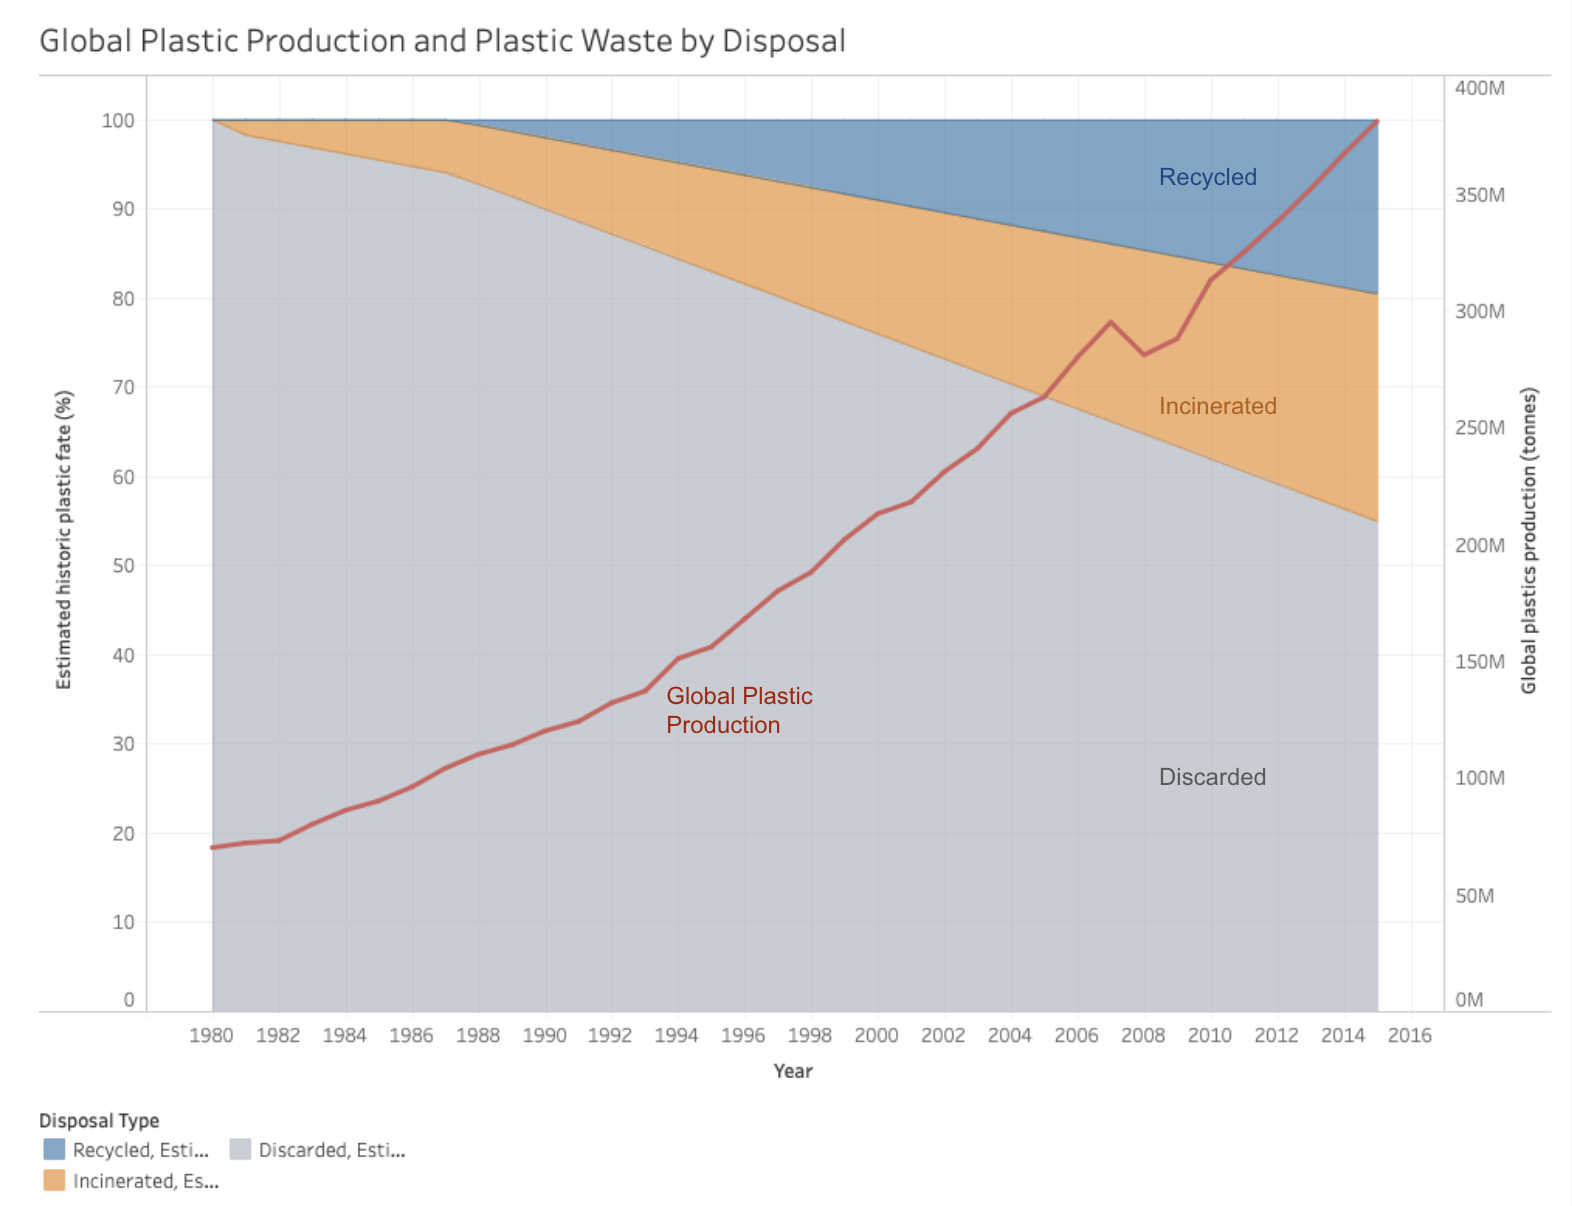 Global Plastic Production and Plastic Waste by Disposal
400M
100
Recycled
350M
90
80
300M
70
Incinerated
250M
Estimated historic plastic fate (%)
Global plastics production (tonnes)
60
50
200M
40
150M
Global Plastic
Production
30
Discarded
100M
20
50M
10
0
0M
1980 1982 1984 1986 1988 1990 1992 1994 1996 1998 2000 2002 2004 2006 2008 2010 2012 2014 2016
Year
Disposal Type
Recycled, Esti... Discarded, Esti...
Incinerated, Es...